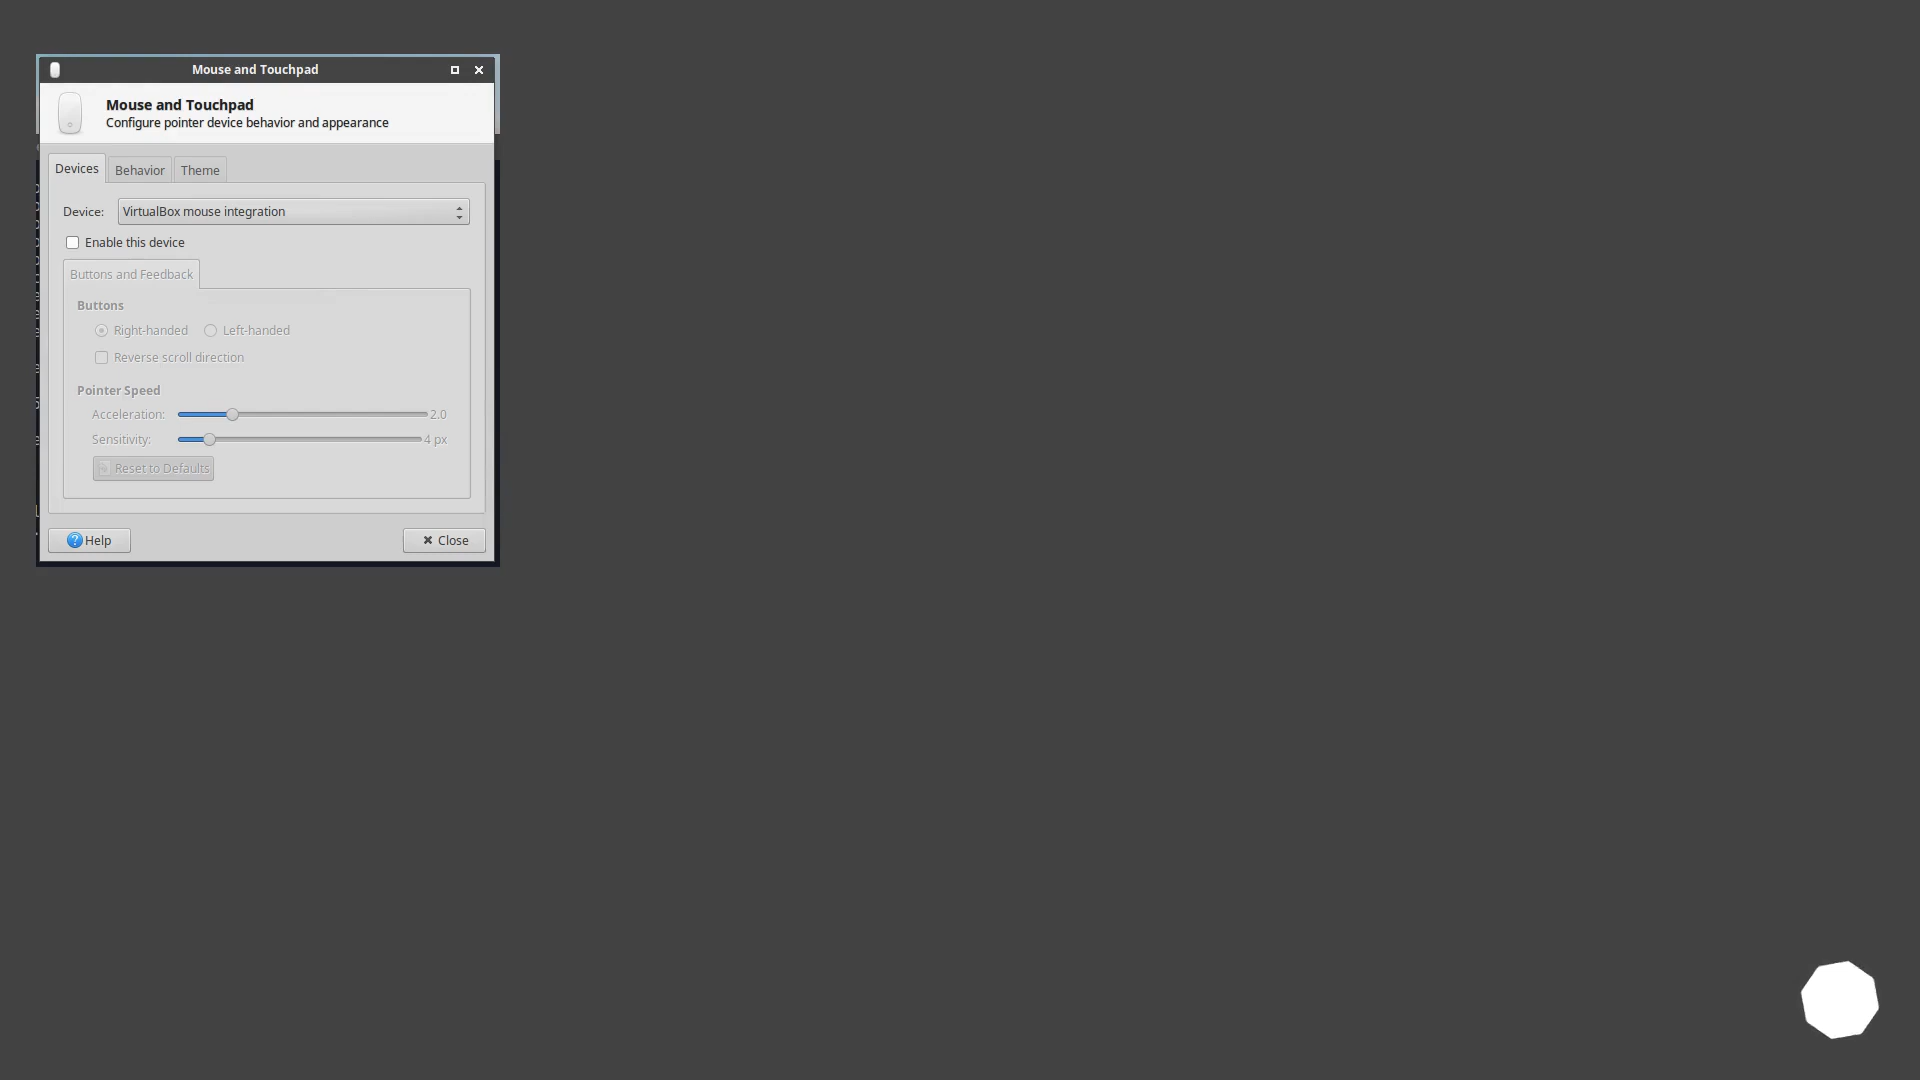 Mouse and Touchpad
Mouse and Touchpad
Configure pointer device behavior and appearance
Devices Behavior Theme
Device: VirtualBox mouse integration
Enable this device
Buttons and Feedback
Buttons
Right-handed Left-handed
Reverse scroll direction
Pointer Speed
Acceleration: 2.0
Sensitivity: 4 px
Reset to Defaults
Help Close